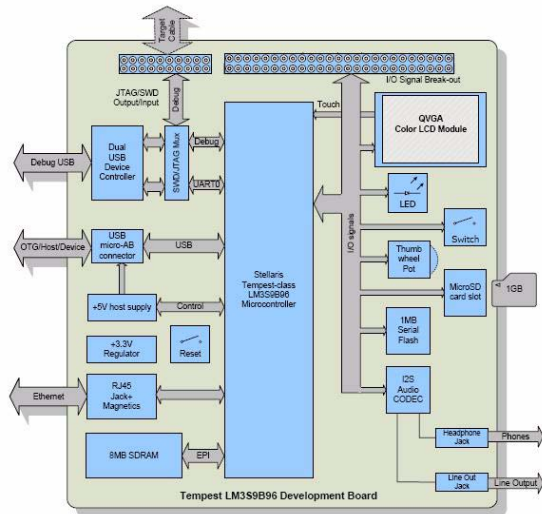 Target
Cable
I/O Signal Break-out
JTAG/SWD
Output/Input
Debug
Touch
QVGA
Color LCD Module
Dual
USB
Device
Controller
SWD/JTAG Mux
Debug
UART0
Debug USB
LED
I/O signals
Switch
OTG/Host/Device
USB
micro-AB
connector
USB
Stellaris
Tempest-class
LM3S9B96
Microcontroller
Thumb
wheel
Pot
MicroSD
card slot
1GB
+5V host supply
Control
1MB
Serial
Flash
+3.3V
Regulator
Reset
Ethernet
RJ45
Jack+
Magnetics
I2S
Audio
CODEC
8MB SDRAM
EPI
Headphone
Jack
Phones
Line Out
Jack
Line Output
Tempest LM3S9B96 Development Board